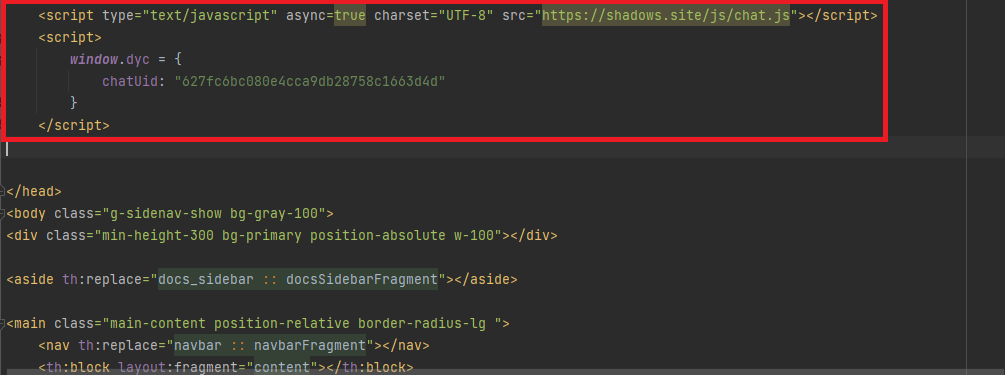 <script type="text/javascript" async=true charset="UTF-8" src="https://shadows.site/js/chat.js"></script>
<script>
window.dyc = {
chatUid: "627fc6bc080e4cca9db28758c1663d4d"
}
</script>
</head>
<body class="g-sidenav-show bg-gray-100">
<div class="min-height-300 bg-primary position-absolute w-100"></div>
<aside th:replace="docs_sidebar :: docsSidebarFragment"></aside>
<main class="main-content position-relative border-radius-lg ">
<nav th:replace="navbar :: navbarFragment"></nav>
<th:block layout:fragment="content"></th:block>